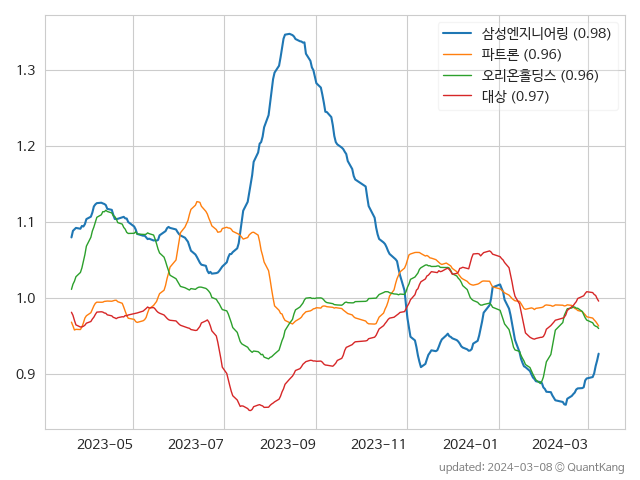 삼성엔지니어링 (0.98)
파트론 (0.96)
오리온홀딩스 (0.96)
대상 (0.97)
1.3
1.2
1.1
1.0
0.9
2023-05 2023-07 2023-09 2023-11 2024-01 2024-03
updated: 2024-03-08 © QuantKang